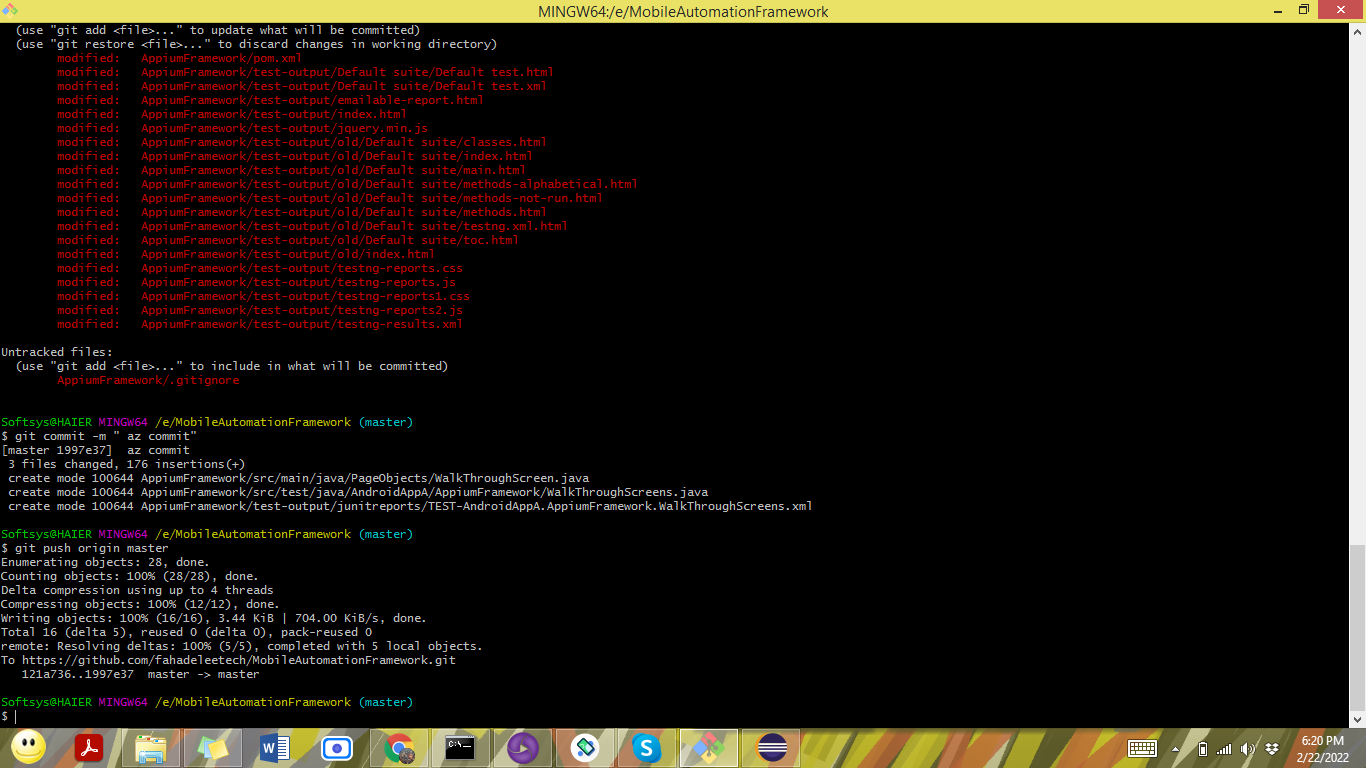 MINGW64:/e/MobileAutomationFramework
(use "git add <file>..." to update what will be committed)
(use "git restore <file>..." to discard changes in working directory)
modified: AppiumFramework/pom.xml
modified: AppiumFramework/test-output/Default suite/Default test.html
modified: AppiumFramework/test-output/Default suite/Default test.xml
modified: AppiumFramework/test-output/emailable-report.html
modified: AppiumFramework/test-output/index.html
modified: AppiumFramework/test-output/jquery.min.js
modified: AppiumFramework/test-output/old/Default suite/classes.html
modified: AppiumFramework/test-output/old/Default suite/index.html
modified: AppiumFramework/test-output/old/Default suite/main.html
modified: AppiumFramework/test-output/old/Default suite/methods-alphabetical.html
modified: AppiumFramework/test-output/old/Default suite/methods-not-run.html
modified: AppiumFramework/test-output/old/Default suite/methods.html
modified: AppiumFramework/test-output/old/Default suite/testng.xml.html
modified: AppiumFramework/test-output/old/Default suite/toc.html
modified: AppiumFramework/test-output/old/index.html
modified: AppiumFramework/test-output/testng-reports.css
modified: AppiumFramework/test-output/testng-reports.js
modified: AppiumFramework/test-output/testng-reports1.css
modified: AppiumFramework/test-output/testng-reports2.js
modified: AppiumFramework/test-output/testng-results.xml
Untracked files:
(use "git add <file>..." to include in what will be committed)
AppiumFramework/.gitignore
Softsys@HAIER MINGW64 /e/MobileAutomationFramework (master)
$ git commit -m " az commit"
[master 1997e37]  az commit
3 files changed, 176 insertions(+)
create mode 100644 AppiumFramework/src/main/java/PageObjects/WalkThroughScreen.java
create mode 100644 AppiumFramework/src/test/java/AndroidAppA/AppiumFramework/WalkThroughScreens.java
create mode 100644 AppiumFramework/test-output/junitreports/TEST-AndroidAppA.AppiumFramework.WalkThroughScreens.xml
Softsys@HAIER MINGW64 /e/MobileAutomationFramework (master)
$ git push origin master
Enumerating objects: 28, done.
Counting objects: 100% (28/28), done.
Delta compression using up to 4 threads
Compressing objects: 100% (12/12), done.
Writing objects: 100% (16/16), 3.44 KiB | 704.00 KiB/s, done.
Total 16 (delta 5), reused 0 (delta 0), pack-reused 0
remote: Resolving deltas: 100% (5/5), completed with 5 local objects.
To https://github.com/fahadeleetech/MobileAutomationFramework.git
121a736..1997e37  master -> master
Softsys@HAIER MINGW64 /e/MobileAutomationFramework (master)
$
6:20 PM
2/22/2022